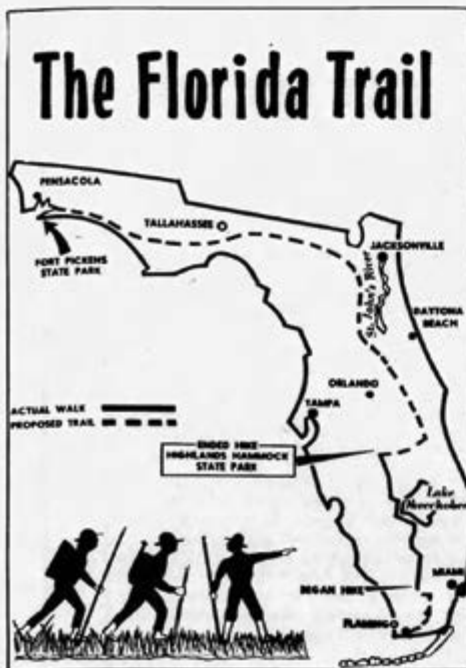 The Florida Trail
PENSACOLA
TALLAHASSEE
FORT PICKENS
STATE PARK
JACKSONVILLE
St. John's River
DAYTONA
BEACH
ORLANDO
TAMPA
ACTUAL WALK
PROPOSED TRAIL
ENDED HIKE
HIGHLANDS HAMMOCK
STATE PARK
Lake
Okeechobee
BEGAN HIKE
MIAMI
FLAMINGO